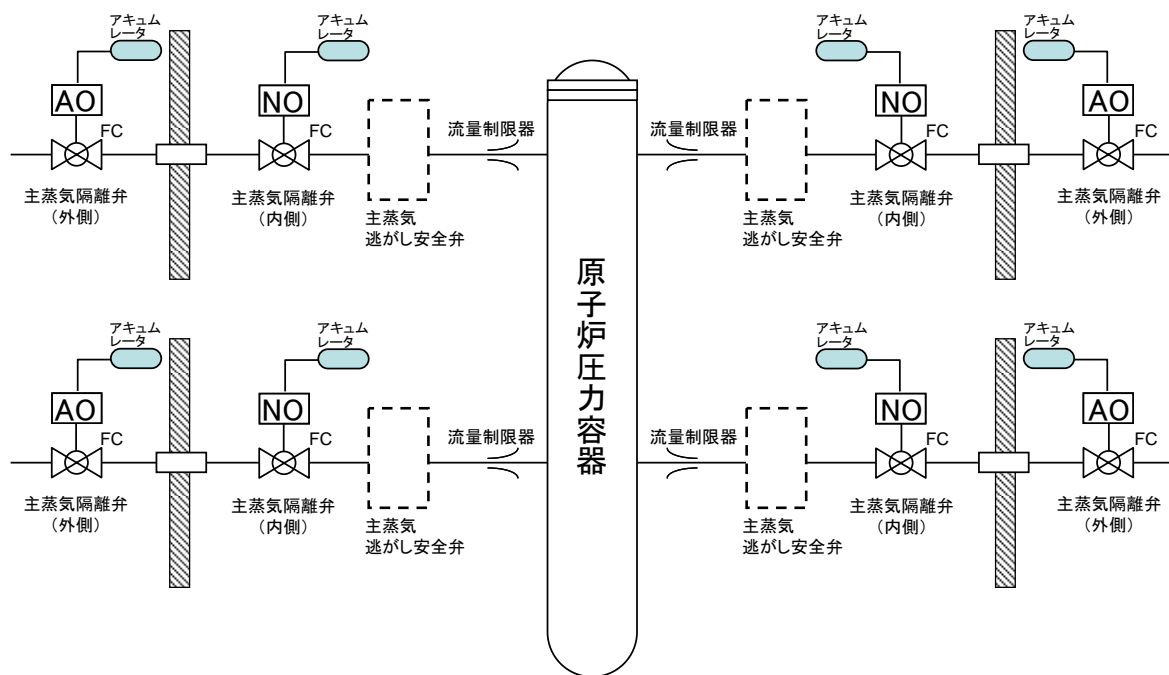 アキュム
レータ
アキュム
レータ
アキュム
レータ
アキュム
レータ
AO
NO
NO
AO
FC
FC
FC
FC
流量制限器
流量制限器
主蒸気隔離弁
（外側）
主蒸気隔離弁
（内側）
主蒸気
逃がし安全弁
主蒸気
逃がし安全弁
主蒸気隔離弁
（内側）
主蒸気隔離弁
（外側）
原子炉圧力容器
アキュム
レータ
アキュム
レータ
アキュム
レータ
アキュム
レータ
AO
NO
NO
AO
FC
FC
FC
FC
流量制限器
流量制限器
主蒸気隔離弁
（外側）
主蒸気隔離弁
（内側）
主蒸気
逃がし安全弁
主蒸気
逃がし安全弁
主蒸気隔離弁
（内側）
主蒸気隔離弁
（外側）